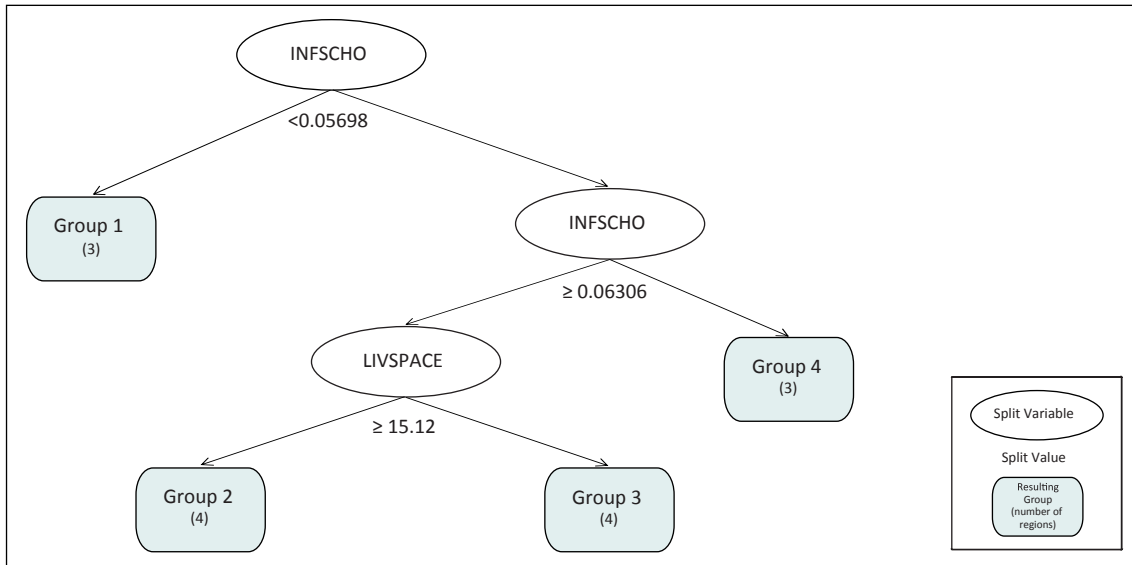 INFSCHO
<0.05698
Group 1
(3)
INFSCHO
≥ 0.06306
LIVSPACE
Group 4
(3)
≥ 15.12
Group 2
(4)
Group 3
(4)
Split Variable
Split Value
Resulting
Group
(number of
regions)